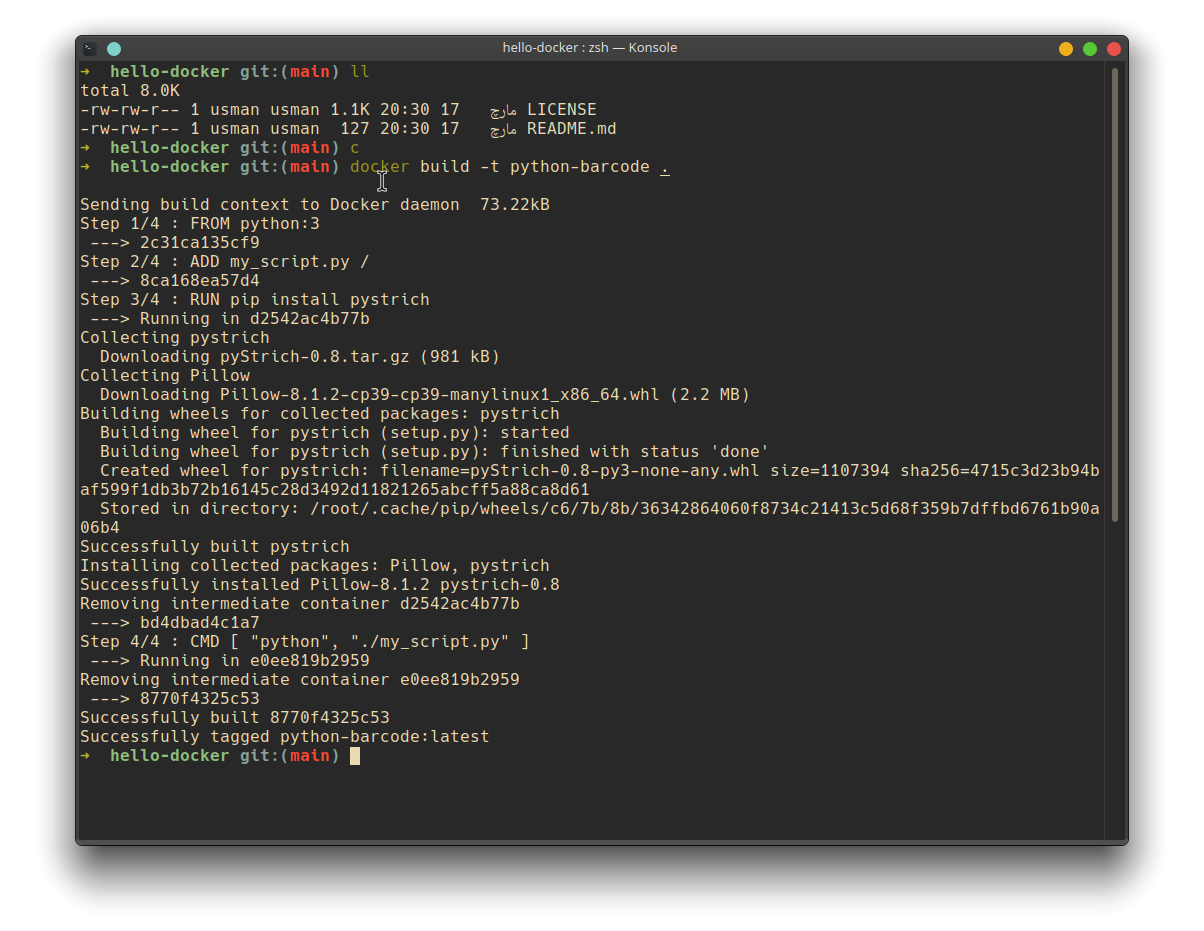 hello-docker : zsh — Konsole
➜  hello-docker git:(main) ll
total 8.0K
-rw-rw-r-- 1 usman usman 1.1K 20:30 17   مارچ LICENSE
-rw-rw-r-- 1 usman usman  127 20:30 17   مارچ README.md
➜  hello-docker git:(main) c
➜  hello-docker git:(main) docker build -t python-barcode .
Sending build context to Docker daemon  73.22kB
Step 1/4 : FROM python:3
 ---> 2c31ca135cf9
Step 2/4 : ADD my_script.py /
 ---> 8ca168ea57d4
Step 3/4 : RUN pip install pystrich
 ---> Running in d2542ac4b77b
Collecting pystrich
  Downloading pyStrich-0.8.tar.gz (981 kB)
Collecting Pillow
  Downloading Pillow-8.1.2-cp39-cp39-manylinux1_x86_64.whl (2.2 MB)
Building wheels for collected packages: pystrich
  Building wheel for pystrich (setup.py): started
  Building wheel for pystrich (setup.py): finished with status 'done'
  Created wheel for pystrich: filename=pyStrich-0.8-py3-none-any.whl size=1107394 sha256=4715c3d23b94b
af599f1db3b72b16145c28d3492d11821265abcff5a88ca8d61
  Stored in directory: /root/.cache/pip/wheels/c6/7b/8b/36342864060f8734c21413c5d68f359b7dffbd6761b90a
06b4
Successfully built pystrich
Installing collected packages: Pillow, pystrich
Successfully installed Pillow-8.1.2 pystrich-0.8
Removing intermediate container d2542ac4b77b
 ---> bd4dbad4c1a7
Step 4/4 : CMD [ "python", "./my_script.py" ]
 ---> Running in e0ee819b2959
Removing intermediate container e0ee819b2959
 ---> 8770f4325c53
Successfully built 8770f4325c53
Successfully tagged python-barcode:latest
➜  hello-docker git:(main)